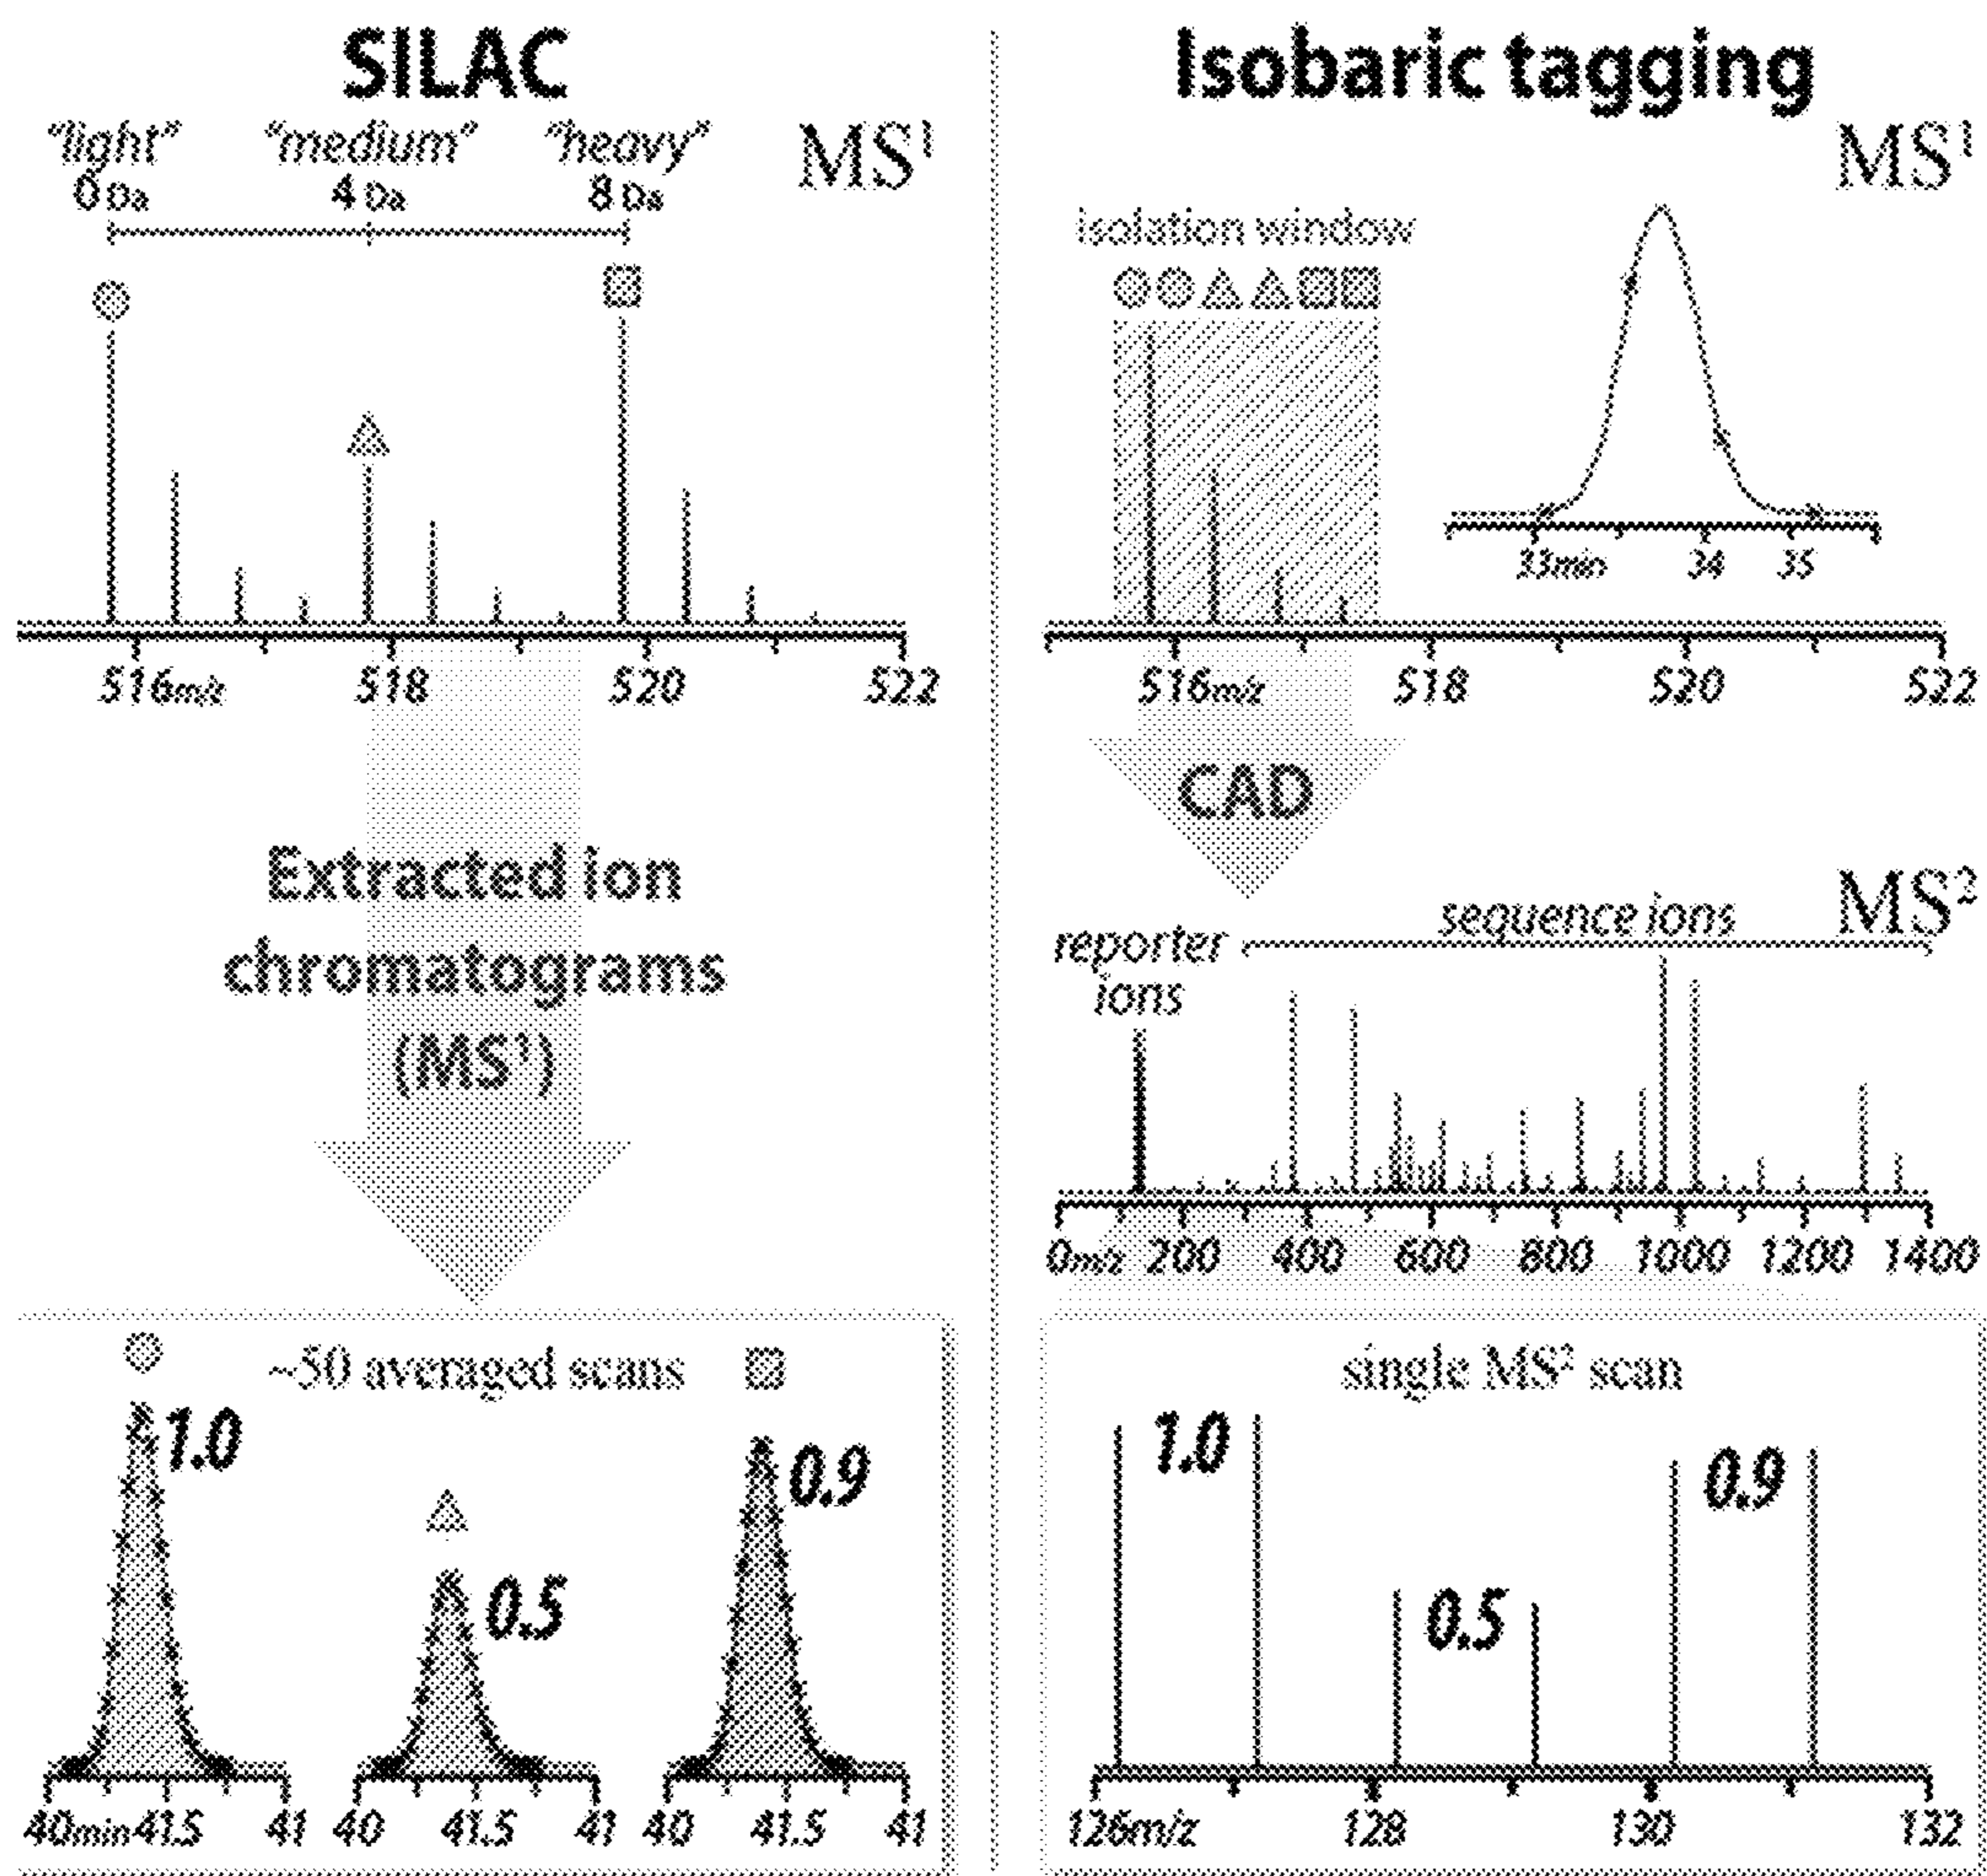 SILAC
"light" "medium" "heavy" MS¹
0 Da 4 Da 8 Da
516m/z 518 520 522
Extracted ion
chromatograms
(MS¹)
~50 averaged scans
1.0 0.5 0.9
40min 41.5 41 40 41.5 41 40 41.5 41
Isobaric tagging
MS¹
isolation window
33min 34 35
516m/z 518 520 522
CAD
MS²
sequence ions
reporter
ions
0m/z 200 400 600 800 1000 1200 1400
single MS² scan
1.0 0.5 0.9
126m/z 128 130 132